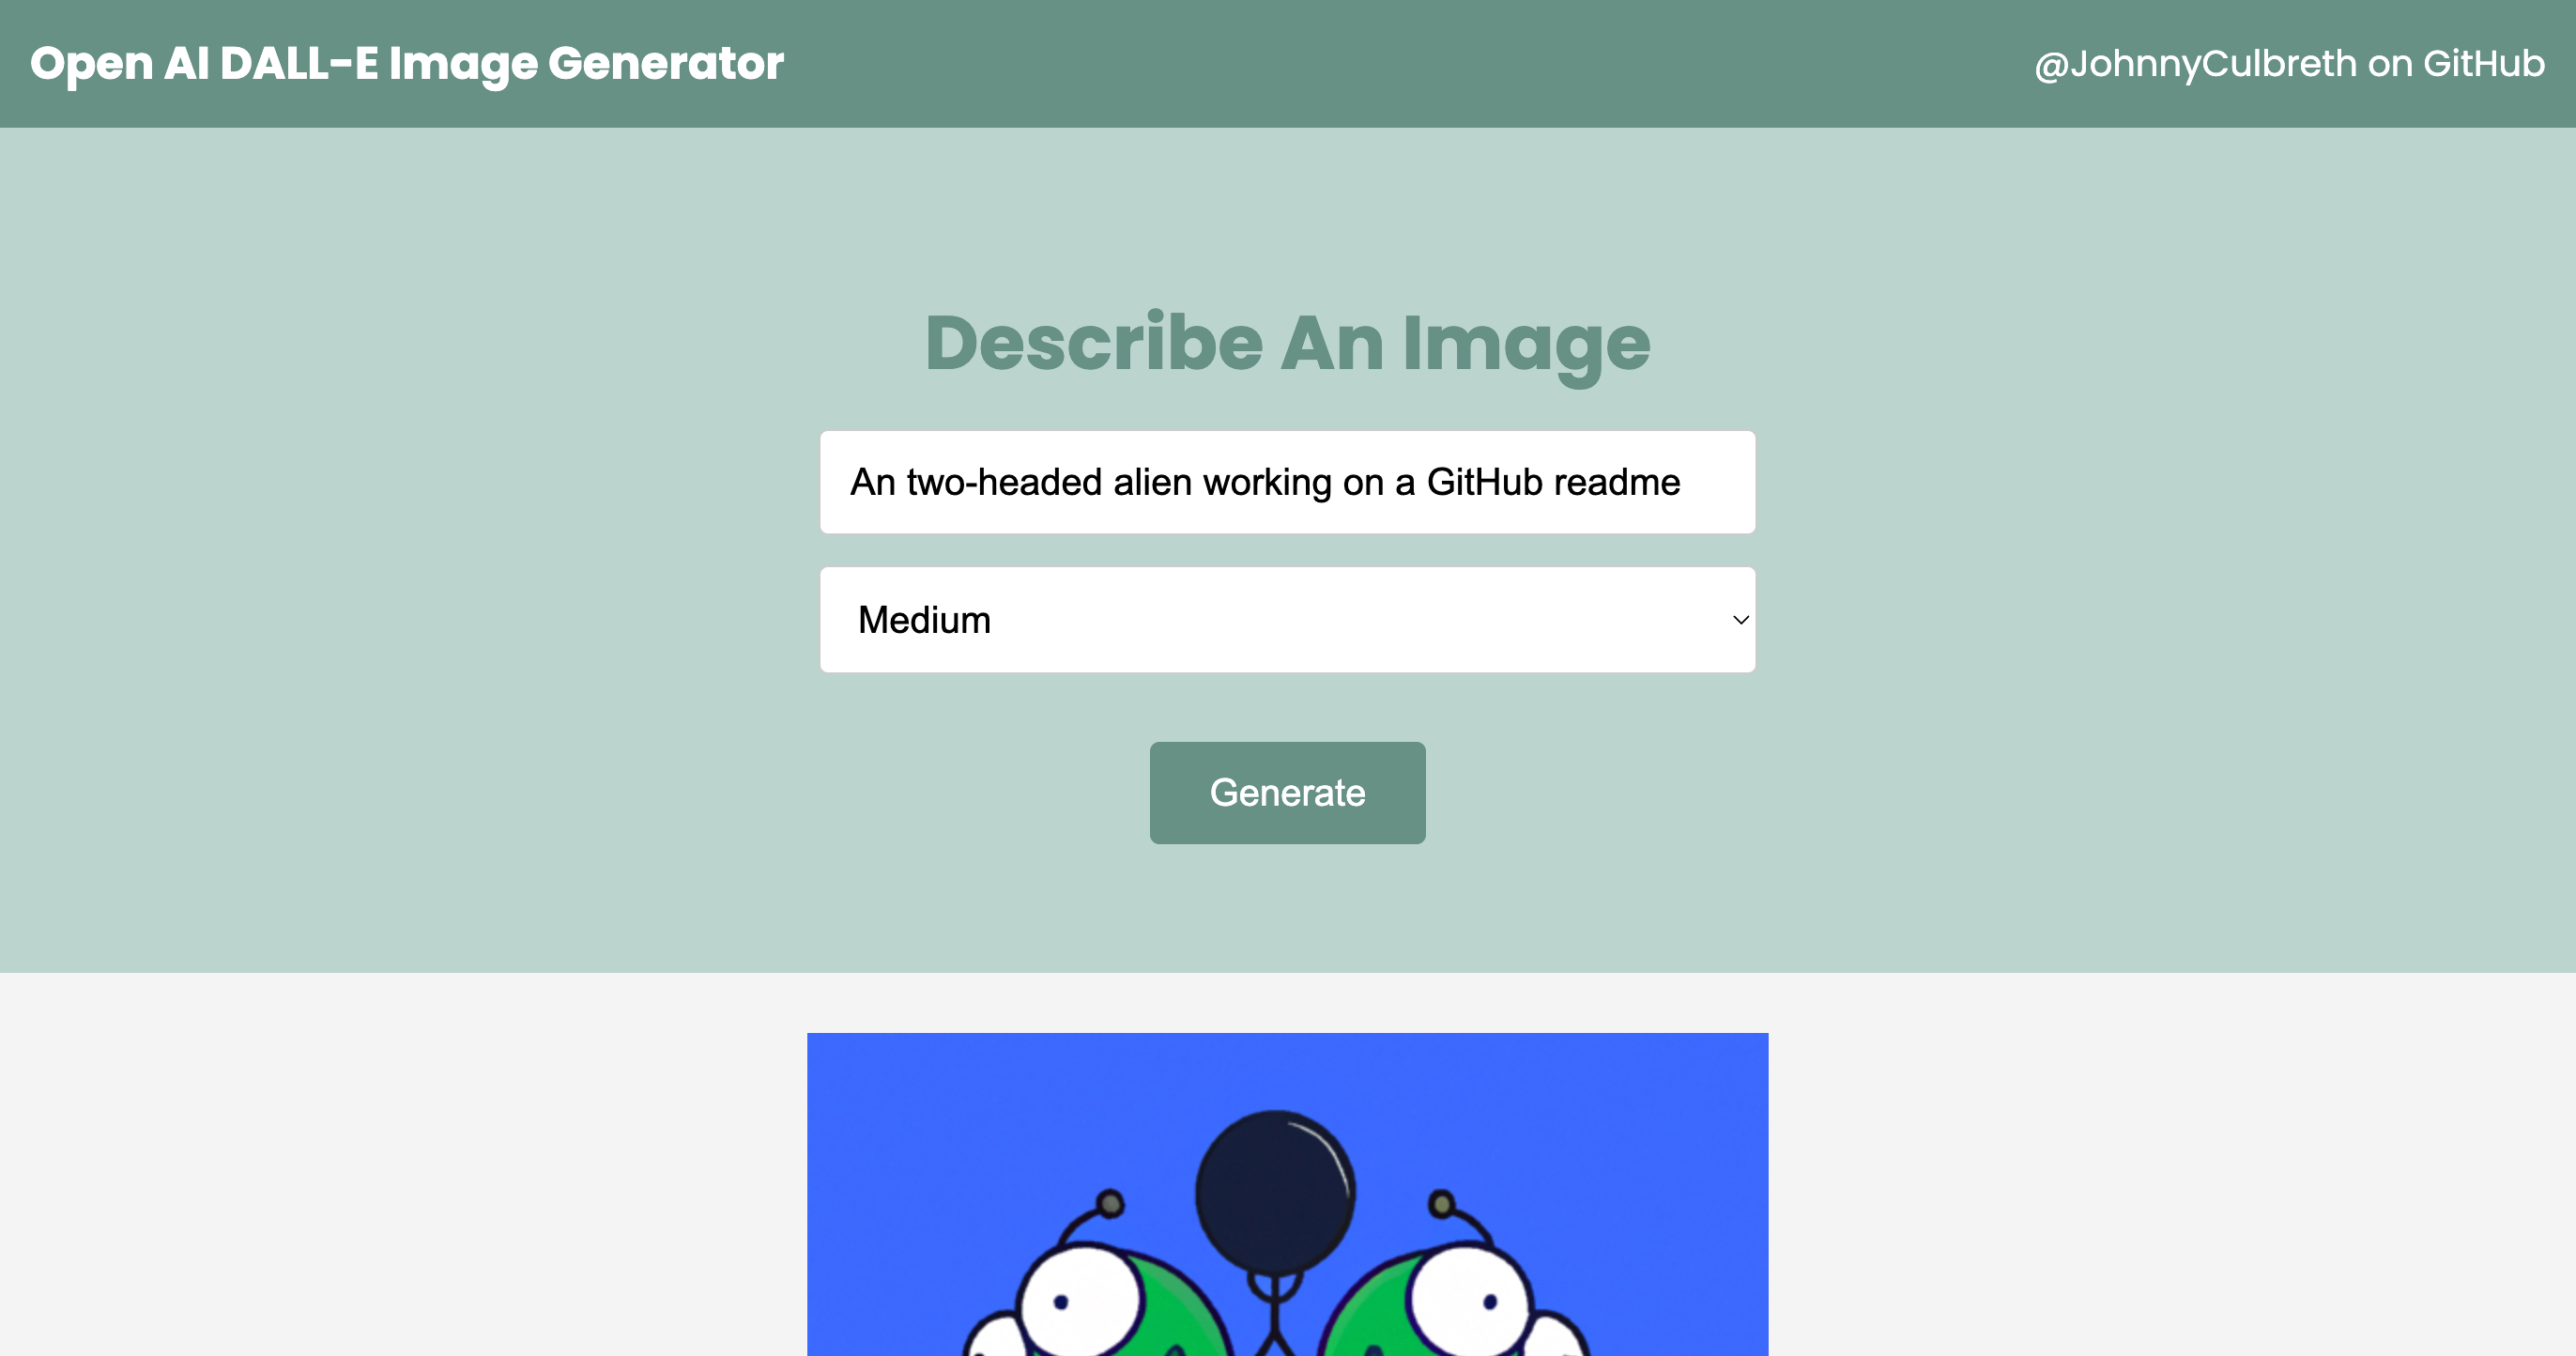 Open AI DALL-E Image Generator
@JohnnyCulbreth on GitHub
Describe An Image
An two-headed alien working on a GitHub readme
Medium
Generate